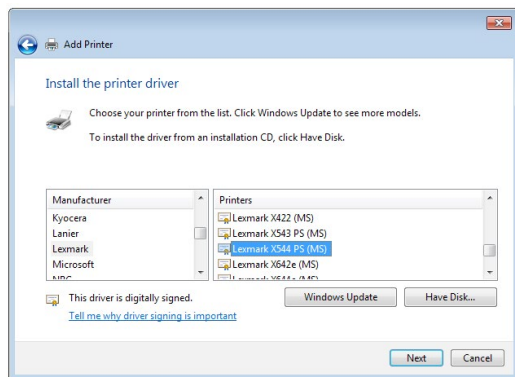 Add Printer
Install the printer driver
Choose your printer from the list. Click Windows Update to see more models.
To install the driver from an installation CD, click Have Disk.
Manufacturer
Kyocera
Lanier
Lexmark
Microsoft
Printers
Lexmark X422 (MS)
Lexmark X543 PS (MS)
Lexmark X544 PS (MS)
Lexmark X642e (MS)
This driver is digitally signed.
Tell me why driver signing is important
Windows Update
Have Disk...
Next
Cancel